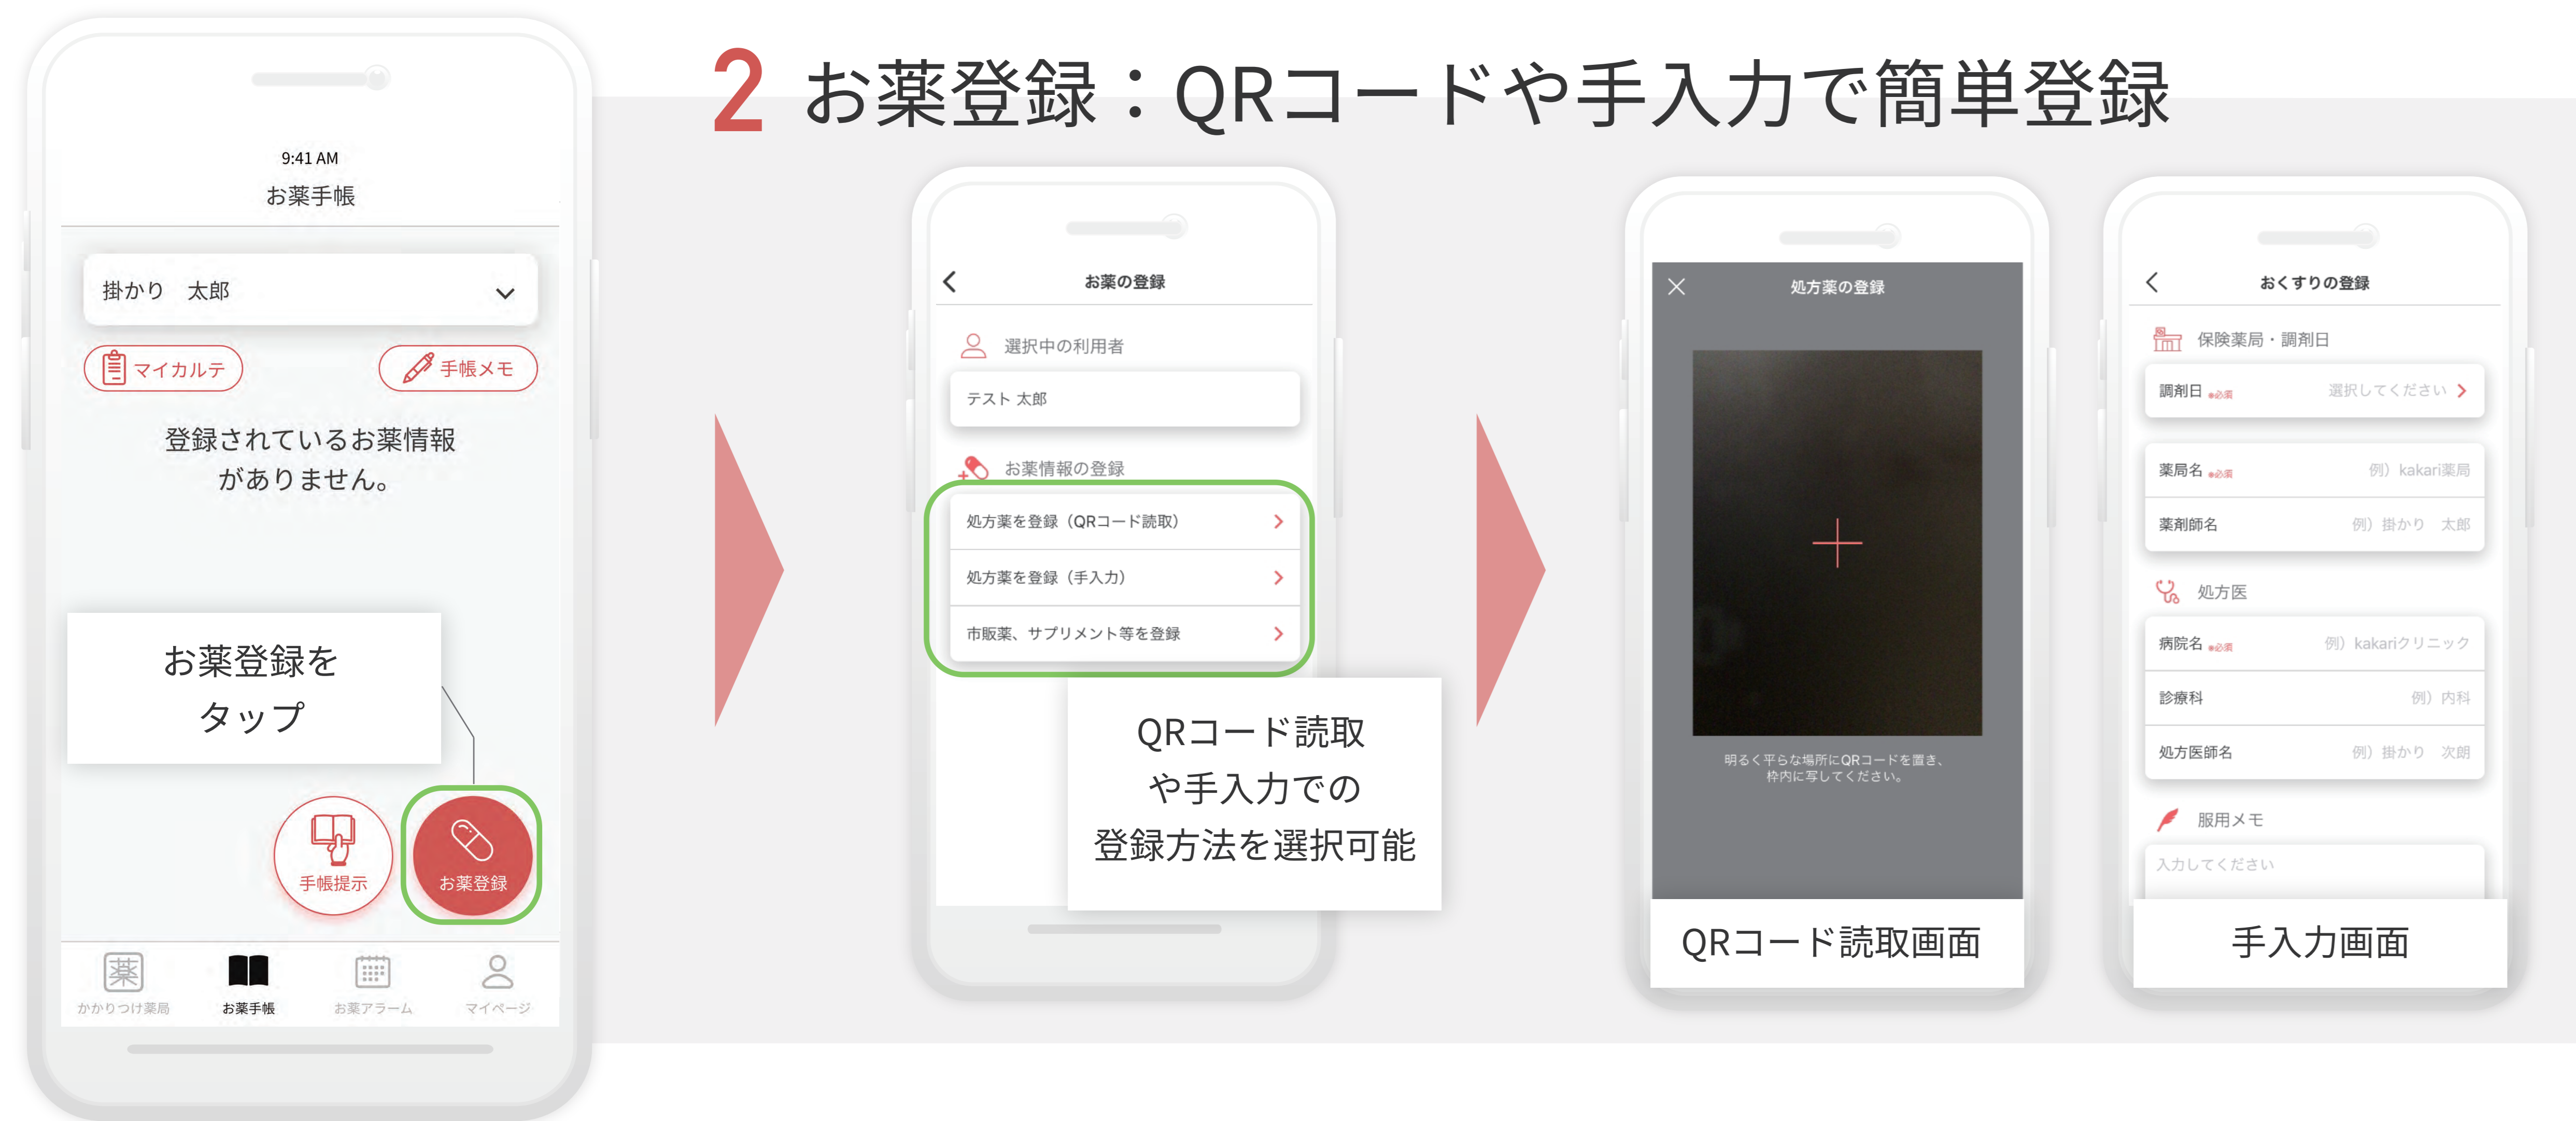 2 お薬登録：QRコードや手入力で簡単登録
9:41 AM
お薬手帳
掛かり　太郎
マイカルテ
手帳メモ
登録されているお薬情報
がありません。
お薬登録を
タップ
手帳提示
お薬登録
薬
かかりつけ薬局
お薬手帳
お薬アラーム
マイページ
お薬の登録
選択中の利用者
テスト 太郎
お薬情報の登録
処方薬を登録（QRコード読取）
処方薬を登録（手入力）
市販薬、サプリメント等を登録
QRコード読取
や手入力での
登録方法を選択可能
処方薬の登録
明るく平らな場所にQRコードを置き、
枠内に写してください。
QRコード読取画面
おくすりの登録
保険薬局・調剤日
調剤日 ※必須 選択してください
薬局名 ※必須 例）kakari薬局
薬剤師名 例）掛かり　太郎
処方医
病院名 ※必須 例）kakariクリニック
診療科 例）内科
処方医師名 例）掛かり　次朗
服用メモ
入力してください
手入力画面